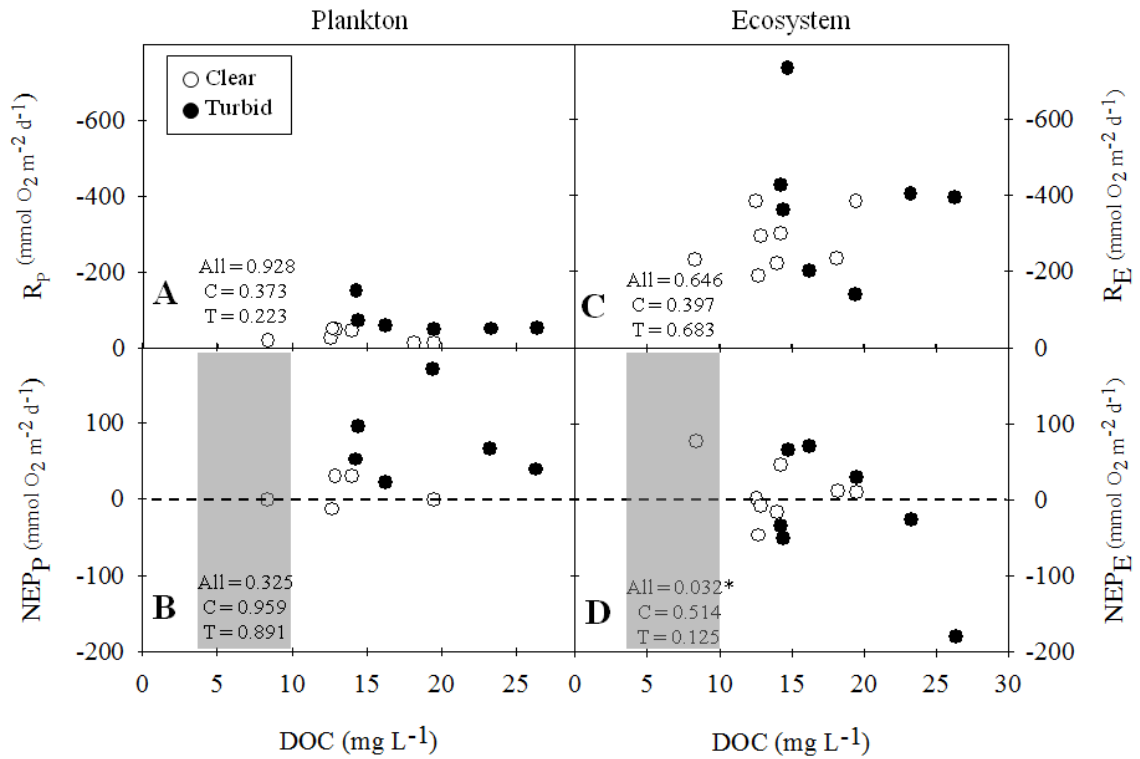 Plankton
Ecosystem
Clear
Turbid
R_P (mmol O₂ m⁻² d⁻¹)
-600
-400
-200
0
All = 0.928
C = 0.373
T = 0.223
A
All = 0.646
C = 0.397
T = 0.683
C
-600
-400
-200
0
R_E (mmol O₂ m⁻² d⁻¹)
NEP_P (mmol O₂ m⁻² d⁻¹)
100
0
-100
-200
All = 0.325
C = 0.959
T = 0.891
B
All = 0.032*
C = 0.514
T = 0.125
D
100
0
-100
-200
NEP_E (mmol O₂ m⁻² d⁻¹)
0 5 10 15 20 25
0 5 10 15 20 25 30
DOC (mg L⁻¹)
DOC (mg L⁻¹)